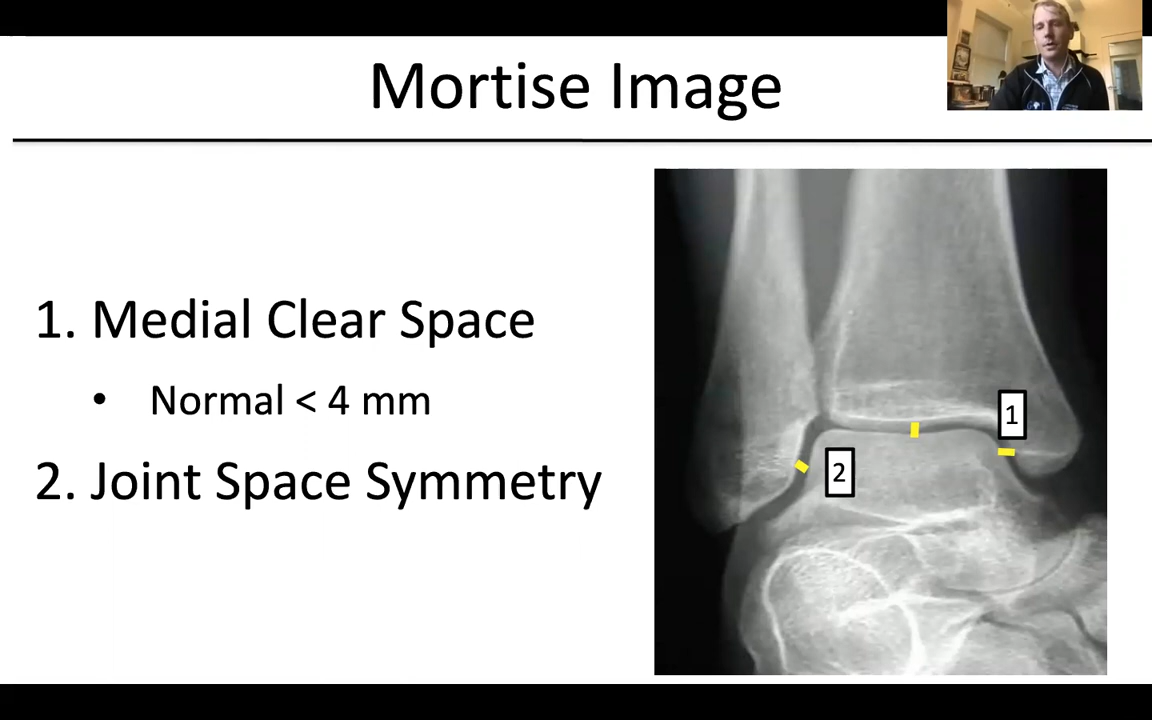 Mortise Image
1. Medial Clear Space
• Normal < 4 mm
2. Joint Space Symmetry
1
2